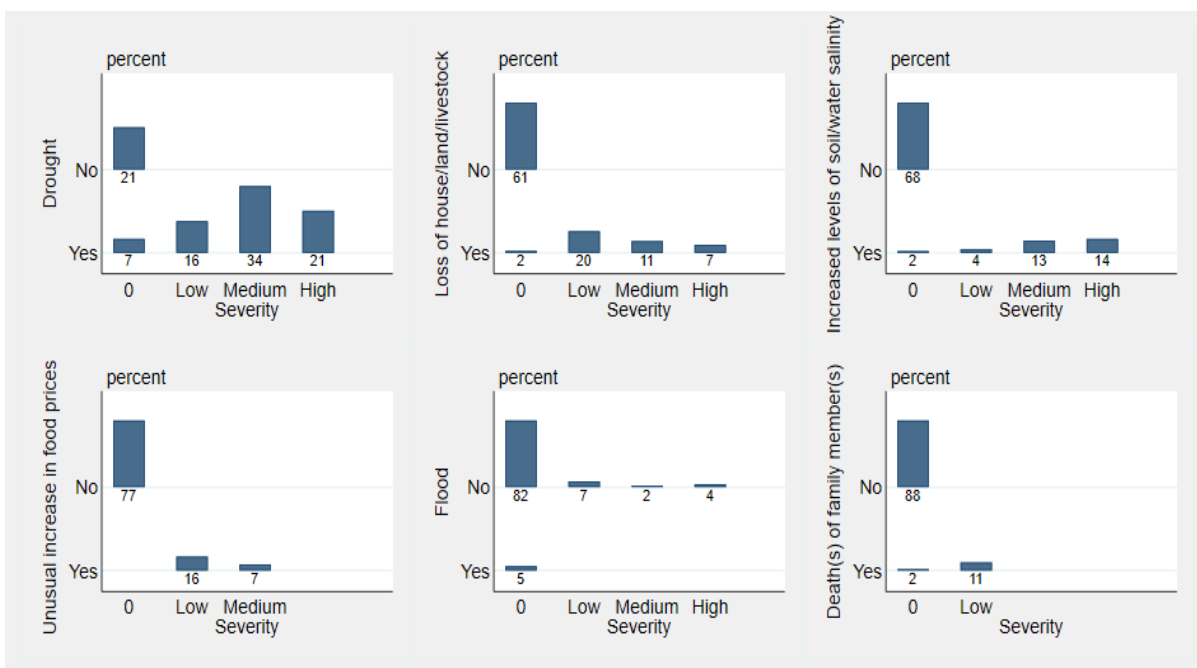 percent
Drought
No
21
Yes
7 16 34 21
0 Low Medium High
Severity
percent
Loss of house/land/livestock
No
61
Yes
2 20 11 7
0 Low Medium High
Severity
percent
Increased levels of soil/water salinity
No
68
Yes
2 4 13 14
0 Low Medium High
Severity
percent
Unusual increase in food prices
No
77
Yes
16 7
0 Low Medium
Severity
percent
Flood
No
82 7 2 4
Yes
5
0 Low Medium High
Severity
percent
Death(s) of family member(s)
No
88
Yes
2 11
0 Low
Severity